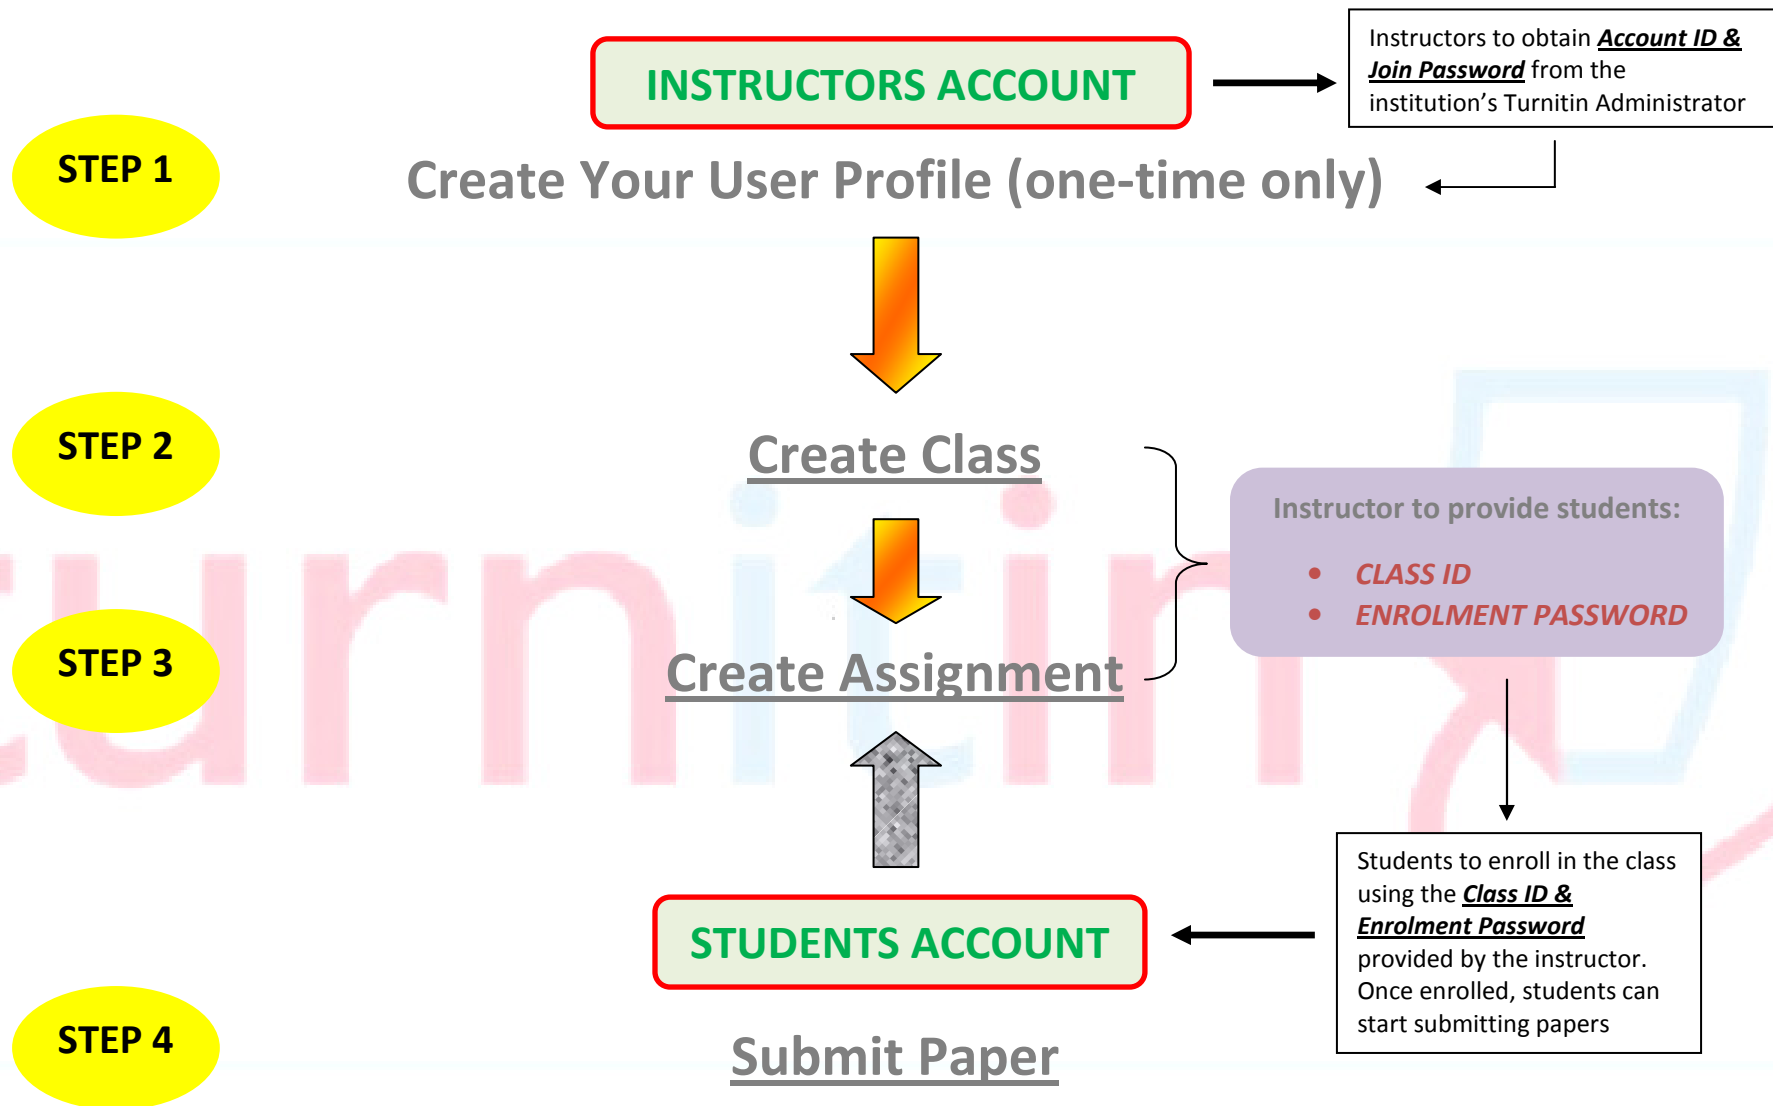 INSTRUCTORS ACCOUNT
Instructors to obtain Account ID &
Join Password from the
institution’s Turnitin Administrator
STEP 1
Create Your User Profile (one-time only)
STEP 2
Create Class
Instructor to provide students:
• CLASS ID
• ENROLMENT PASSWORD
STEP 3
Create Assignment
turnitin
Students to enroll in the class
using the Class ID &
Enrolment Password
provided by the instructor.
Once enrolled, students can
start submitting papers
STUDENTS ACCOUNT
STEP 4
Submit Paper